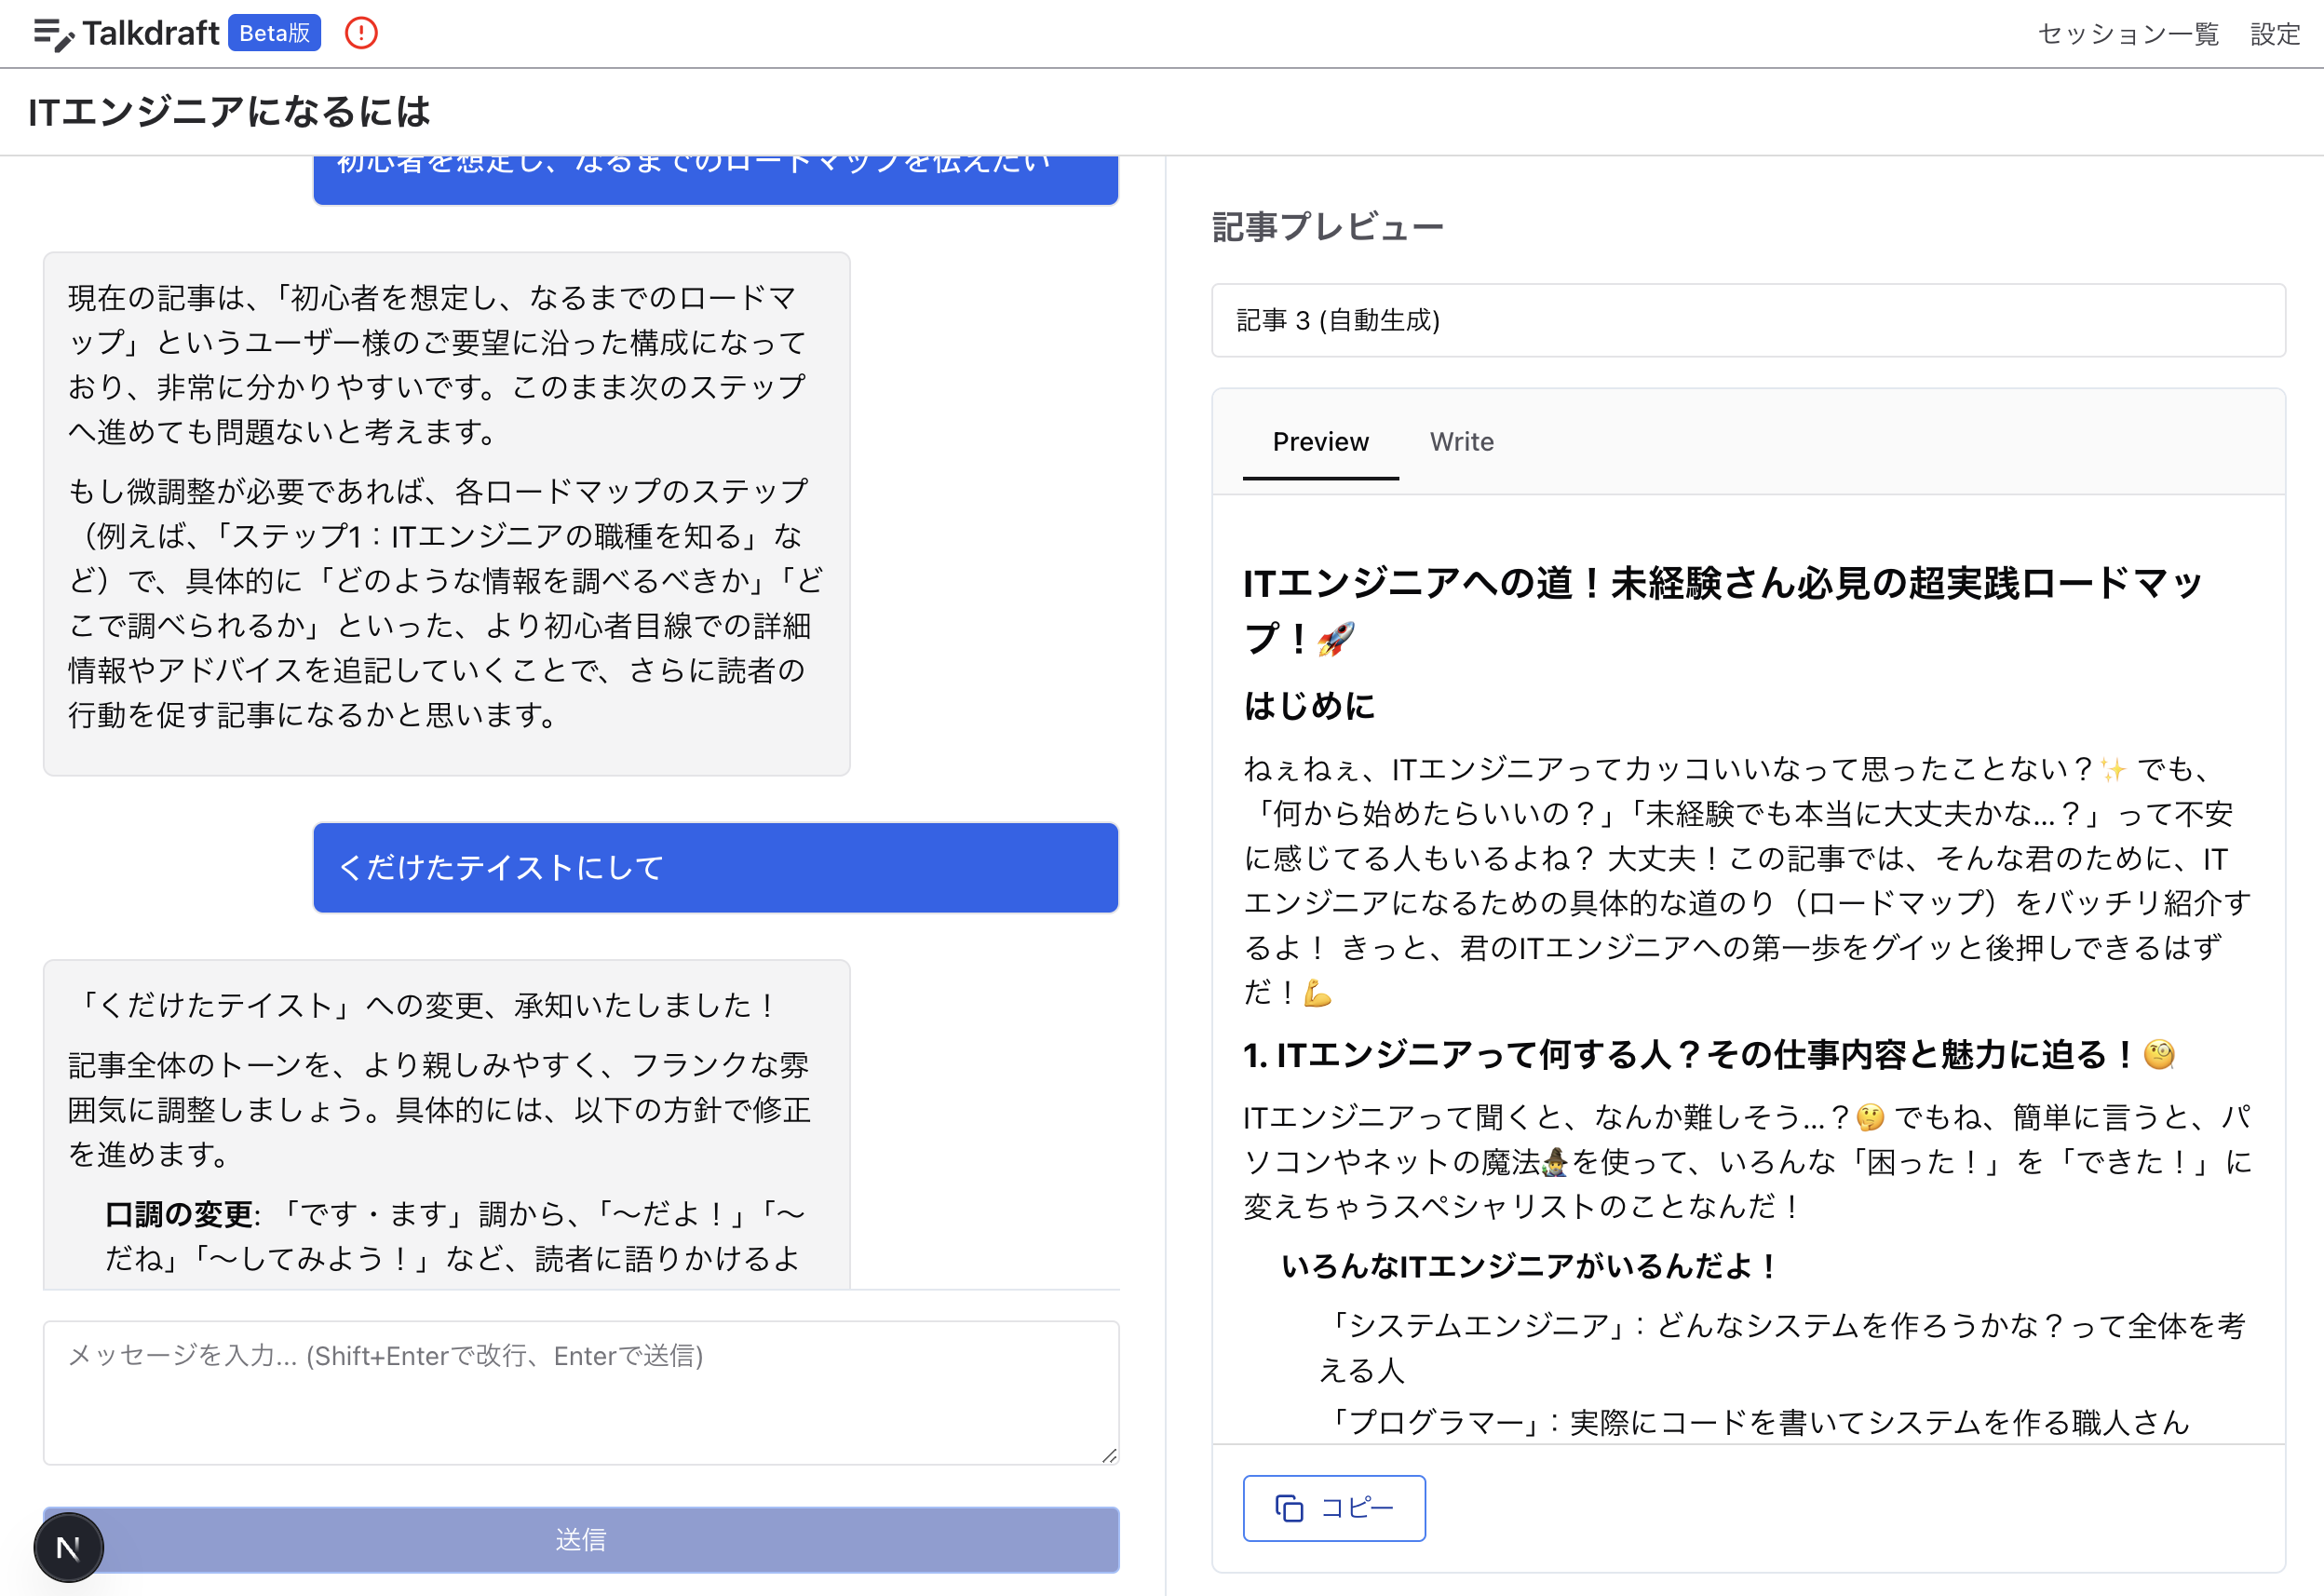 Talkdraft Beta版
セッション一覧 設定
ITエンジニアになるには
初心者を想定し、なるまでのロードマップを伝えたい
現在の記事は、「初心者を想定し、なるまでのロードマ
ップ」というユーザー様のご要望に沿った構成になって
おり、非常に分かりやすいです。このまま次のステップ
へ進めても問題ないと考えます。
もし微調整が必要であれば、各ロードマップのステップ
（例えば、「ステップ1：ITエンジニアの職種を知る」な
ど）で、具体的に「どのような情報を調べるべきか」「ど
こで調べられるか」といった、より初心者目線での詳細
情報やアドバイスを追記していくことで、さらに読者の
行動を促す記事になるかと思います。
くだけたテイストにして
「くだけたテイスト」への変更、承知いたしました！
記事全体のトーンを、より親しみやすく、フランクな雰
囲気に調整しましょう。具体的には、以下の方針で修正
を進めます。
口調の変更: 「です・ます」調から、「〜だよ！」「〜
だね」「〜してみよう！」など、読者に語りかけるよ
メッセージを入力... (Shift+Enterで改行、Enterで送信)
送信
N
記事プレビュー
記事 3 (自動生成)
Preview Write
ITエンジニアへの道！未経験さん必見の超実践ロードマッ
プ！🚀
はじめに
ねぇねぇ、ITエンジニアってカッコいいなって思ったことない？✨ でも、
「何から始めたらいいの？」「未経験でも本当に大丈夫かな...？」って不安
に感じてる人もいるよね？ 大丈夫！この記事では、そんな君のために、IT
エンジニアになるための具体的な道のり（ロードマップ）をバッチリ紹介す
るよ！ きっと、君のITエンジニアへの第一歩をグイッと後押しできるはず
だ！💪
1. ITエンジニアって何する人？その仕事内容と魅力に迫る！🧐
ITエンジニアって聞くと、なんか難しそう...？🤔 でもね、簡単に言うと、パ
ソコンやネットの魔法🧙‍♀️を使って、いろんな「困った！」を「できた！」に
変えちゃうスペシャリストのことなんだ！
いろんなITエンジニアがいるんだよ！
「システムエンジニア」: どんなシステムを作ろうかな？って全体を考
える人
「プログラマー」: 実際にコードを書いてシステムを作る職人さん
コピー